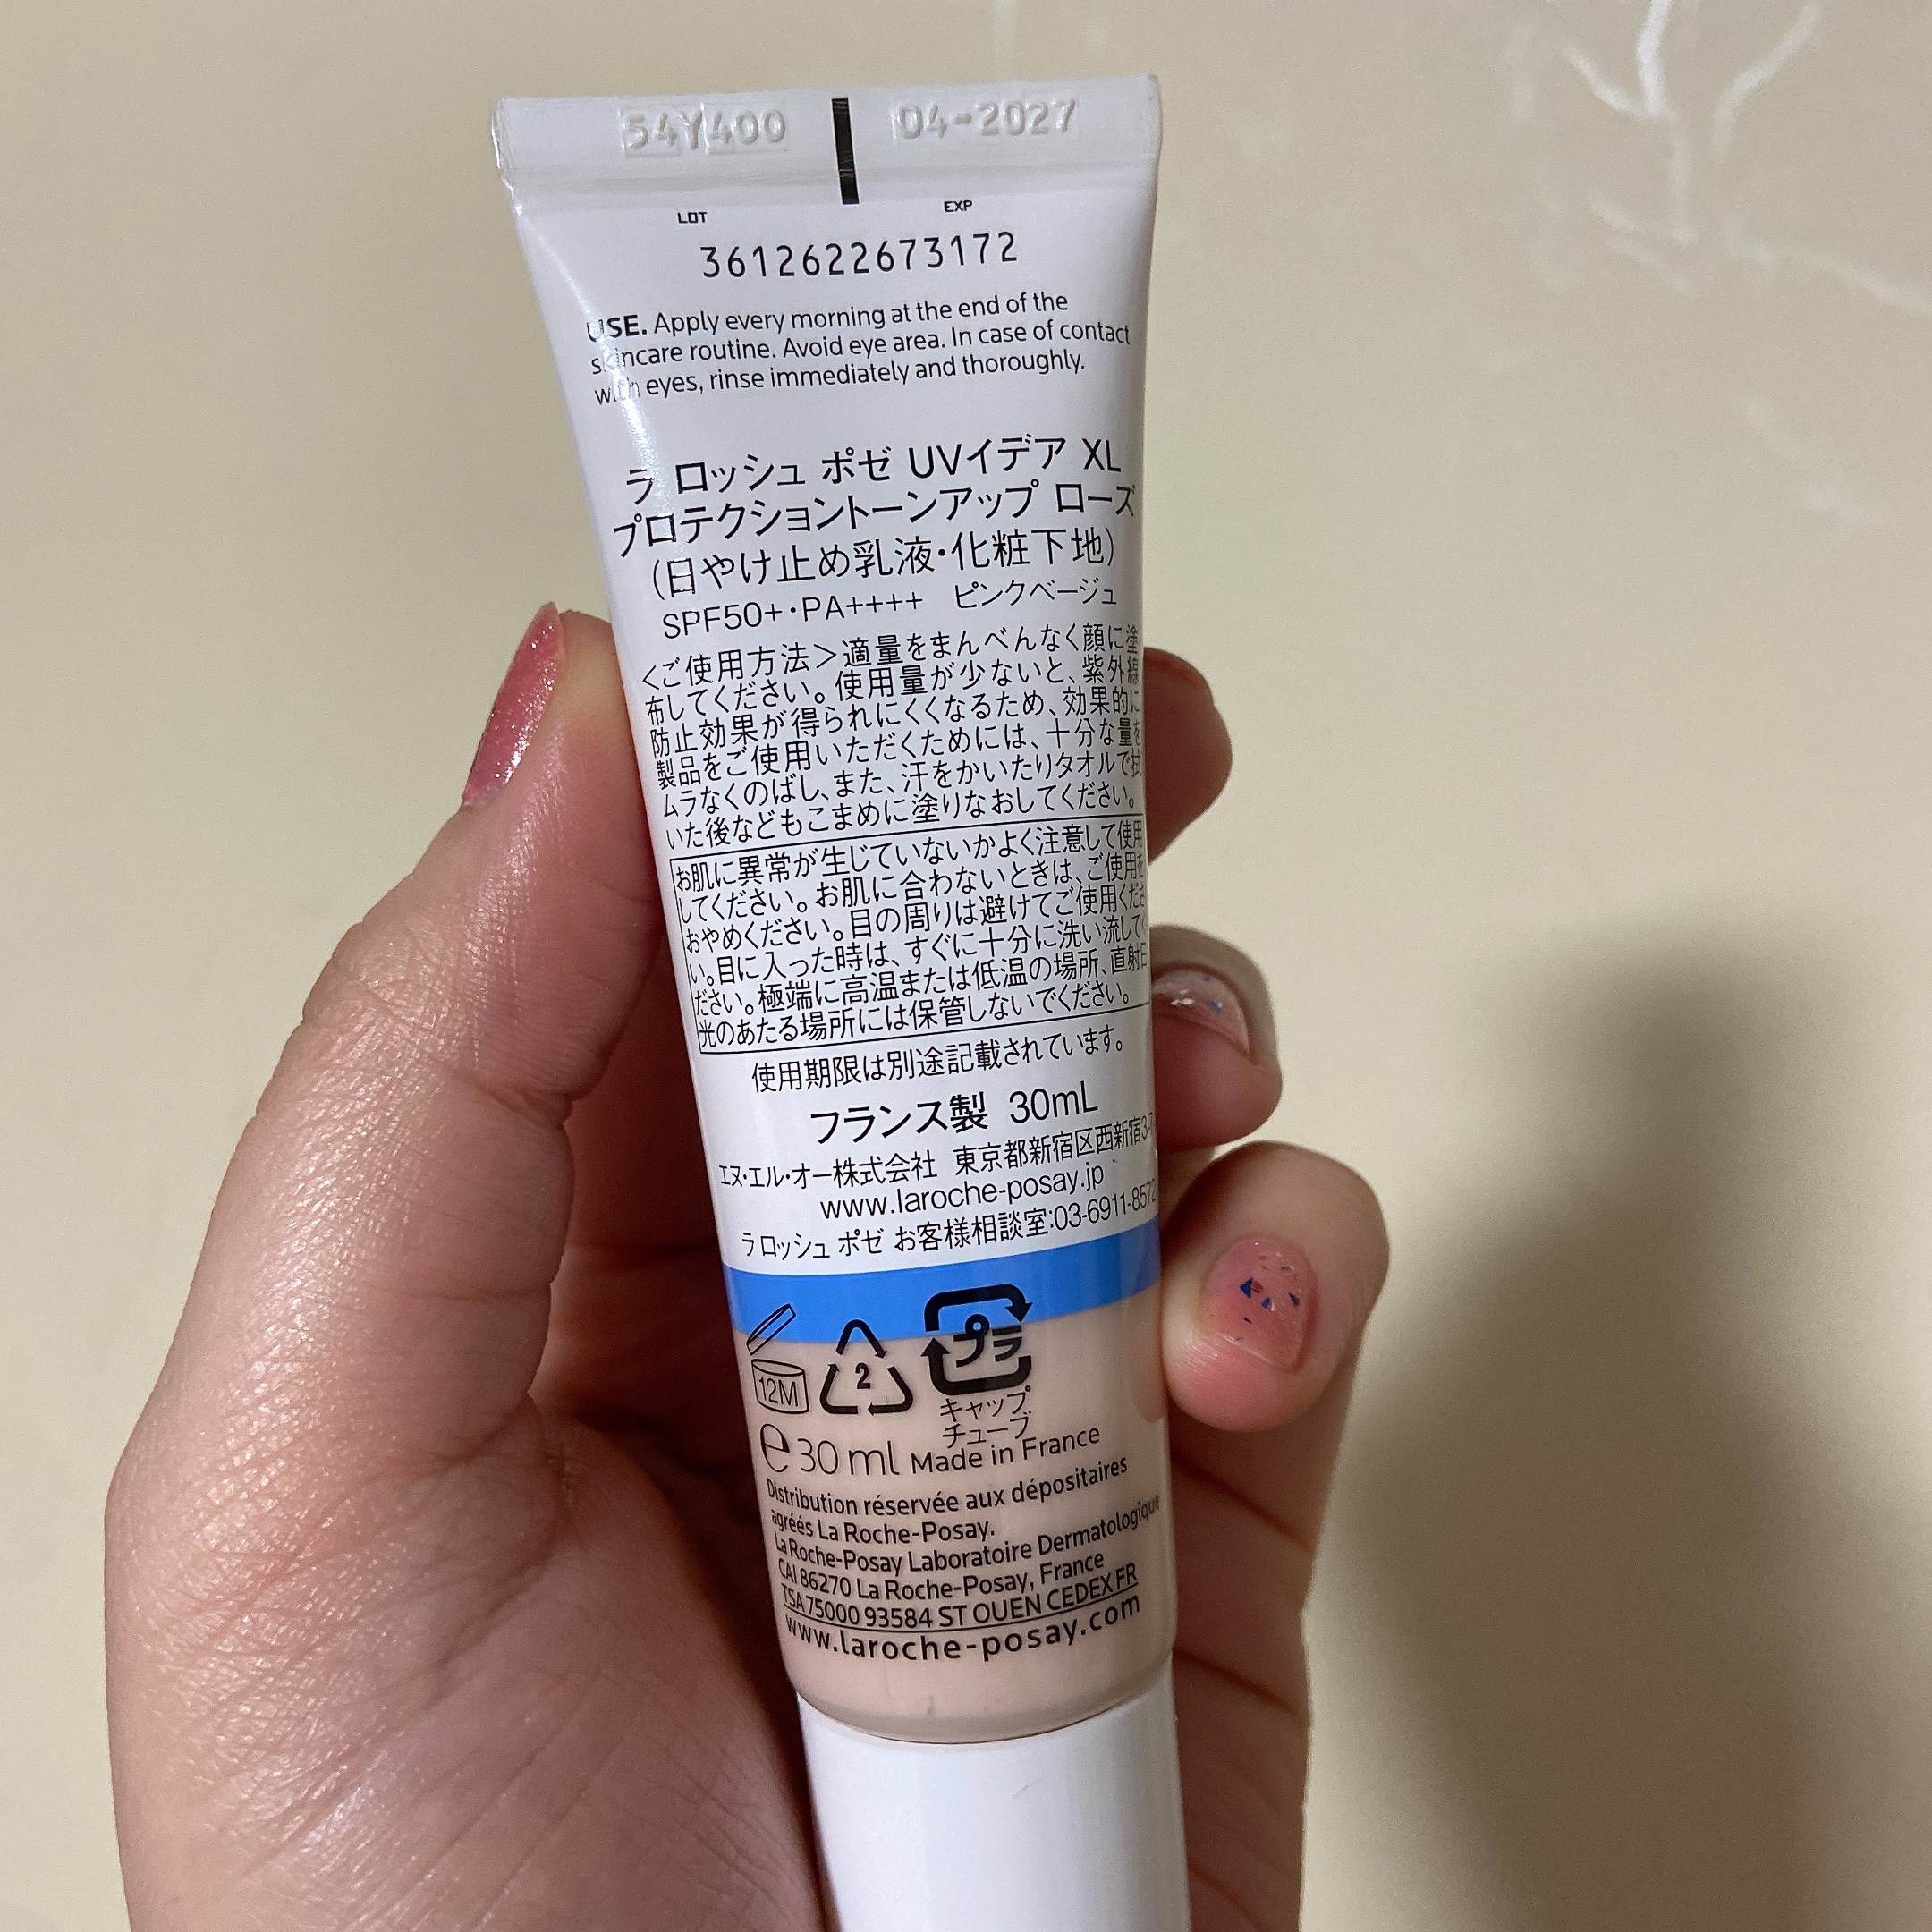 54Y400 04-2027
LOT EXP
3612622673172
USE. Apply every morning at the end of the
skincare routine. Avoid eye area. In case of contact
with eyes, rinse immediately and thoroughly.
ラ ロッシュ ポゼ UVイデア XL
プロテクショントーンアップ ローズ
(日やけ止め乳液・化粧下地)
SPF50+・PA++++ ピンクベージュ
<ご使用方法>適量をまんべんなく顔に塗
布してください。使用量が少ないと、紫外線
防止効果が得られにくくなるため、効果的に
製品をご使用いただくためには、十分な量を
ムラなくのばし、また、汗をかいたりタオルで拭
いた後などもこまめに塗りなおしてください。
お肌に異常が生じていないかよく注意して使用
してください。お肌に合わないときは、ご使用を
おやめください。目の周りは避けてご使用くださ
い。目に入った時は、すぐに十分に洗い流してく
ださい。極端に高温または低温の場所、直射日
光のあたる場所には保管しないでください。
使用期限は別途記載されています。
フランス製 30mL
エヌ・エル・オー株式会社 東京都新宿区西新宿3-7
www.laroche-posay.jp
ラ ロッシュ ポゼ お客様相談室:03-6911-8572
12M 2 プラ
キャップ
チューブ
e 30 ml Made in France
Distribution réservée aux dépositaires
agréés La Roche-Posay.
La Roche-Posay Laboratoire Dermatologique
CAI 86270 La Roche-Posay, France
TSA 75000 93584 ST OUEN CEDEX FR
www.laroche-posay.com